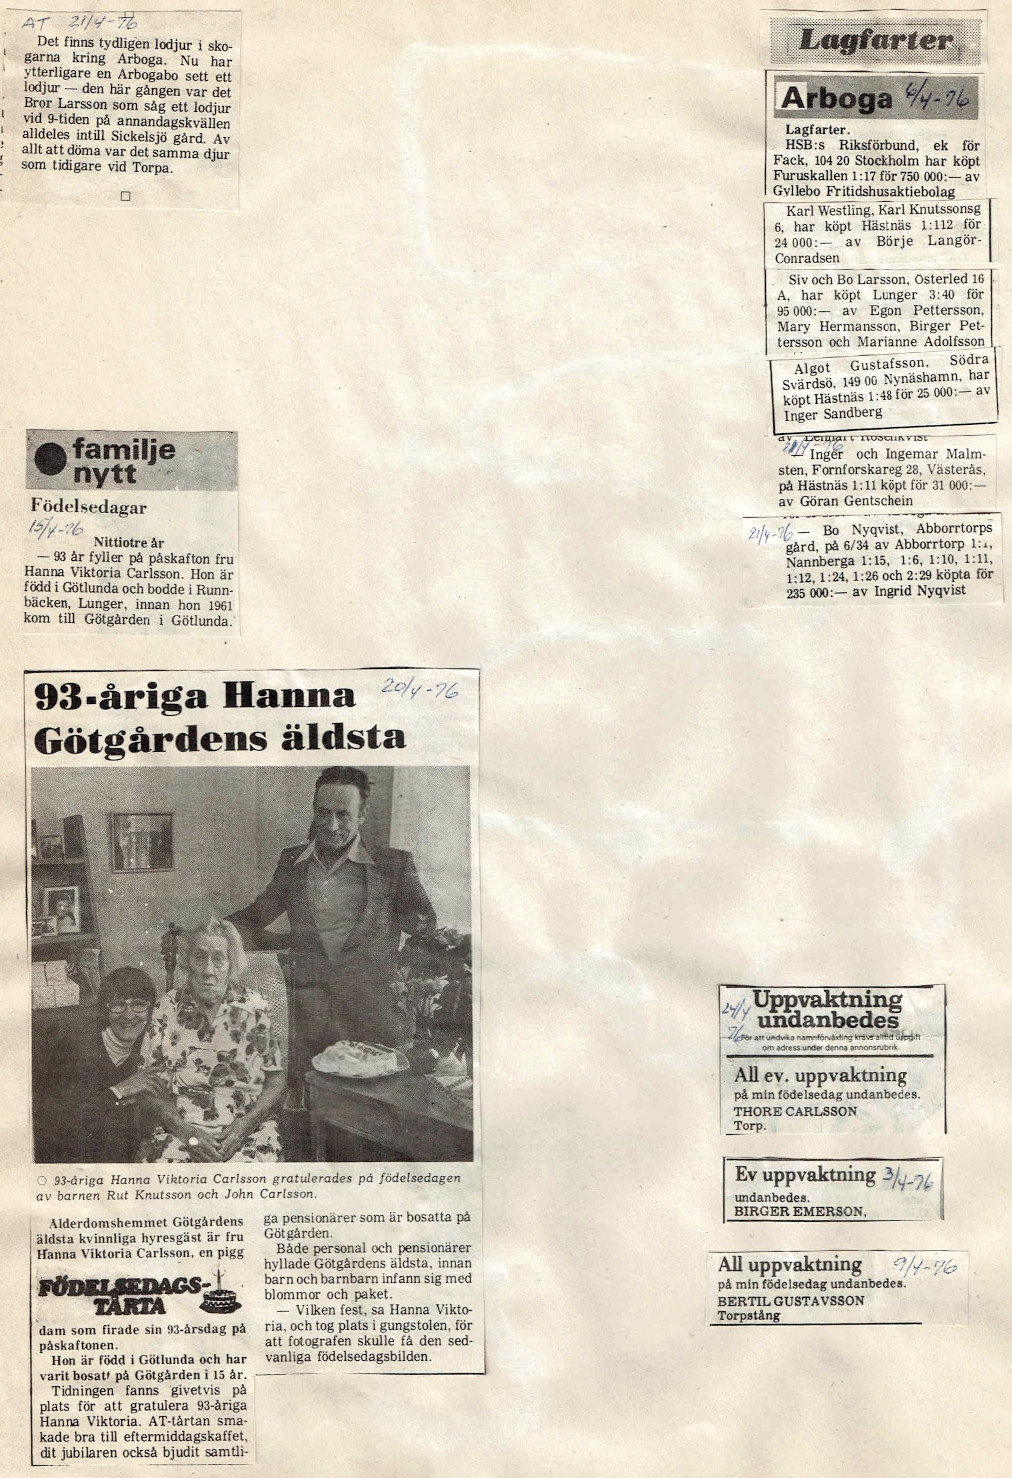 AT 21/4-76
Det finns tydligen lodjur i sko-
garna kring Arboga. Nu har
ytterligare en Arbogabo sett ett
lodjur — den här gången var det
Bror Larsson som såg ett lodjur
vid 9-tiden på annandagskvällen
alldeles intill Sickelsjö gård. Av
allt att döma var det samma djur
som tidigare vid Torpa.
familje
nytt
Födelsedagar
15/4-76
Nittiotre år
— 93 år fyller på påskafton fru
Hanna Viktoria Carlsson. Hon är
född i Götlunda och bodde i Runn-
bäcken, Lunger, innan hon 1961
kom till Götgården i Götlunda.
93-åriga Hanna 20/4-76
Götgårdens äldsta
93-åriga Hanna Viktoria Carlsson gratulerades på födelsedagen
av barnen Rut Knutsson och John Carlsson.
Ålderdomshemmet Götgårdens
äldsta kvinnliga hyresgäst är fru
Hanna Viktoria Carlsson, en pigg
FÖDELSEDAGS-
TÅRTA
dam som firade sin 93-årsdag på
påskaftonen.
Hon är född i Götlunda och har
varit bosatt på Götgården i 15 år.
Tidningen fanns givetvis på
plats för att gratulera 93-åriga
Hanna Viktoria. AT-tårtan sma-
kade bra till eftermiddagskaffet,
dit jubilaren också bjudit samtli-
ga pensionärer som är bosatta på
Götgården.
Både personal och pensionärer
hyllade Götgårdens äldsta, innan
barn och barnbarn infann sig med
blommor och paket.
— Vilken fest, sa Hanna Vikto-
ria, och tog plats i gungstolen, för
att fotografen skulle få den sed-
vanliga födelsedagsbilden.
Lagfarter
Arboga 6/4-76
Lagfarter.
HSB:s Riksförbund, ek för
Fack, 104 20 Stockholm har köpt
Furuskallen 1:17 för 750 000:— av
Gyllebo Fritidshusaktiebolag
Karl Westling, Karl Knutssonsg
6, har köpt Hästnäs 1:112 för
24 000:— av Börje Langör-
Conradsen
Siv och Bo Larsson, Österled 16
A, har köpt Lunger 3:40 för
95 000:— av Egon Pettersson,
Mary Hermansson, Birger Pet-
tersson och Marianne Adolfsson
Algot Gustafsson, Södra
Svärdsö, 149 00 Nynäshamn, har
köpt Hästnäs 1:48 för 25 000:— av
Inger Sandberg
av Lennart Rosenkvist
21/4-76
— Inger och Ingemar Malm-
sten, Fornforskareg 28, Västerås,
på Hästnäs 1:11 köpt för 31 000:—
av Göran Gentschein
21/4-76 — Bo Nyqvist, Abborrtorps
gård, på 6/34 av Abborrtorp 1:1,
Nannberga 1:15, 1:6, 1:10, 1:11,
1:12, 1:24, 1:26 och 2:29 köpta för
235 000:— av Ingrid Nyqvist
24/4
76
Uppvaktning
undanbedes
För att undvika namnförväxling krävs alltid uppgift
om adress under denna annonsrubrik.
All ev. uppvaktning
på min födelsedag undanbedes.
THORE CARLSSON
Torp.
Ev uppvaktning 3/4-76
undanbedes.
BIRGER EMERSON.
All uppvaktning 9/4-76
på min födelsedag undanbedes.
BERTIL GUSTAVSSON
Torpstång